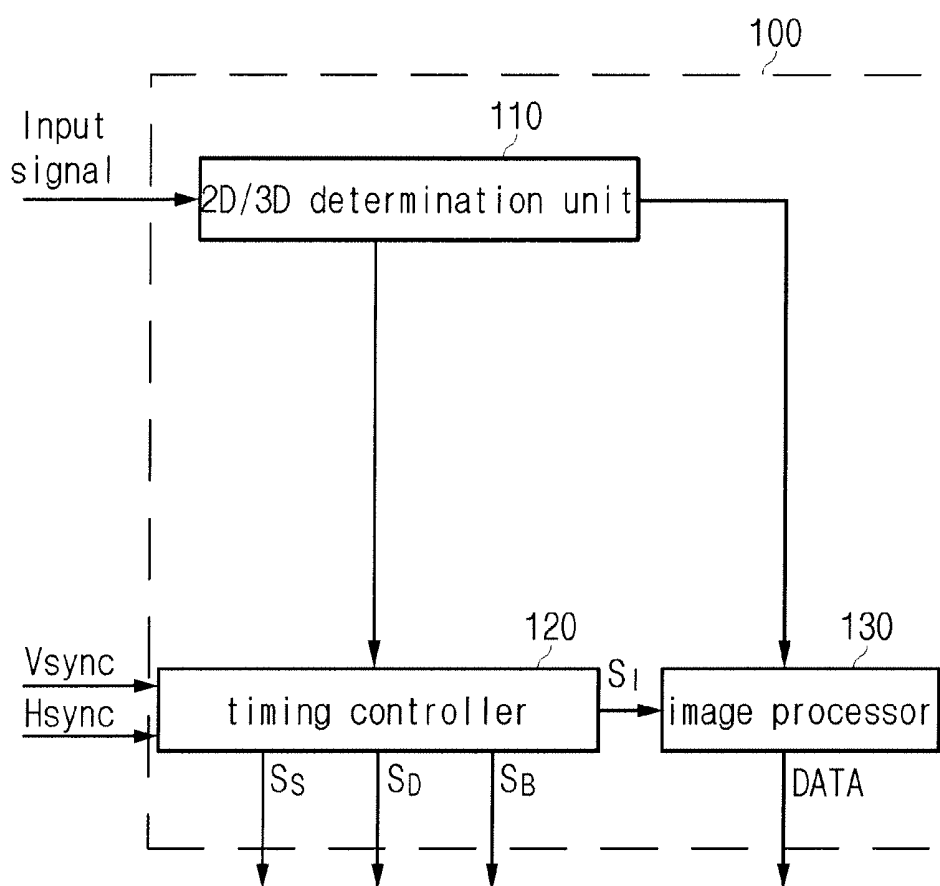 100
Input
signal
110
2D/3D determination unit
120
130
Vsync
Hsync
timing controller
SI
image processor
SS
SD
SB
DATA